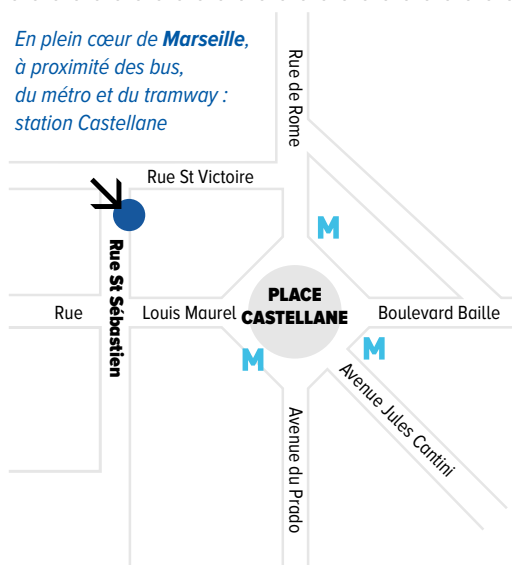 En plein cœur de Marseille,
à proximité des bus,
du métro et du tramway :
station Castellane
Rue de Rome
Rue St Victoire
M
Rue St Sébastien
Rue
Louis Maurel
PLACE
CASTELLANE
Boulevard Baille
M
M
Avenue Jules Cantini
Avenue du Prado